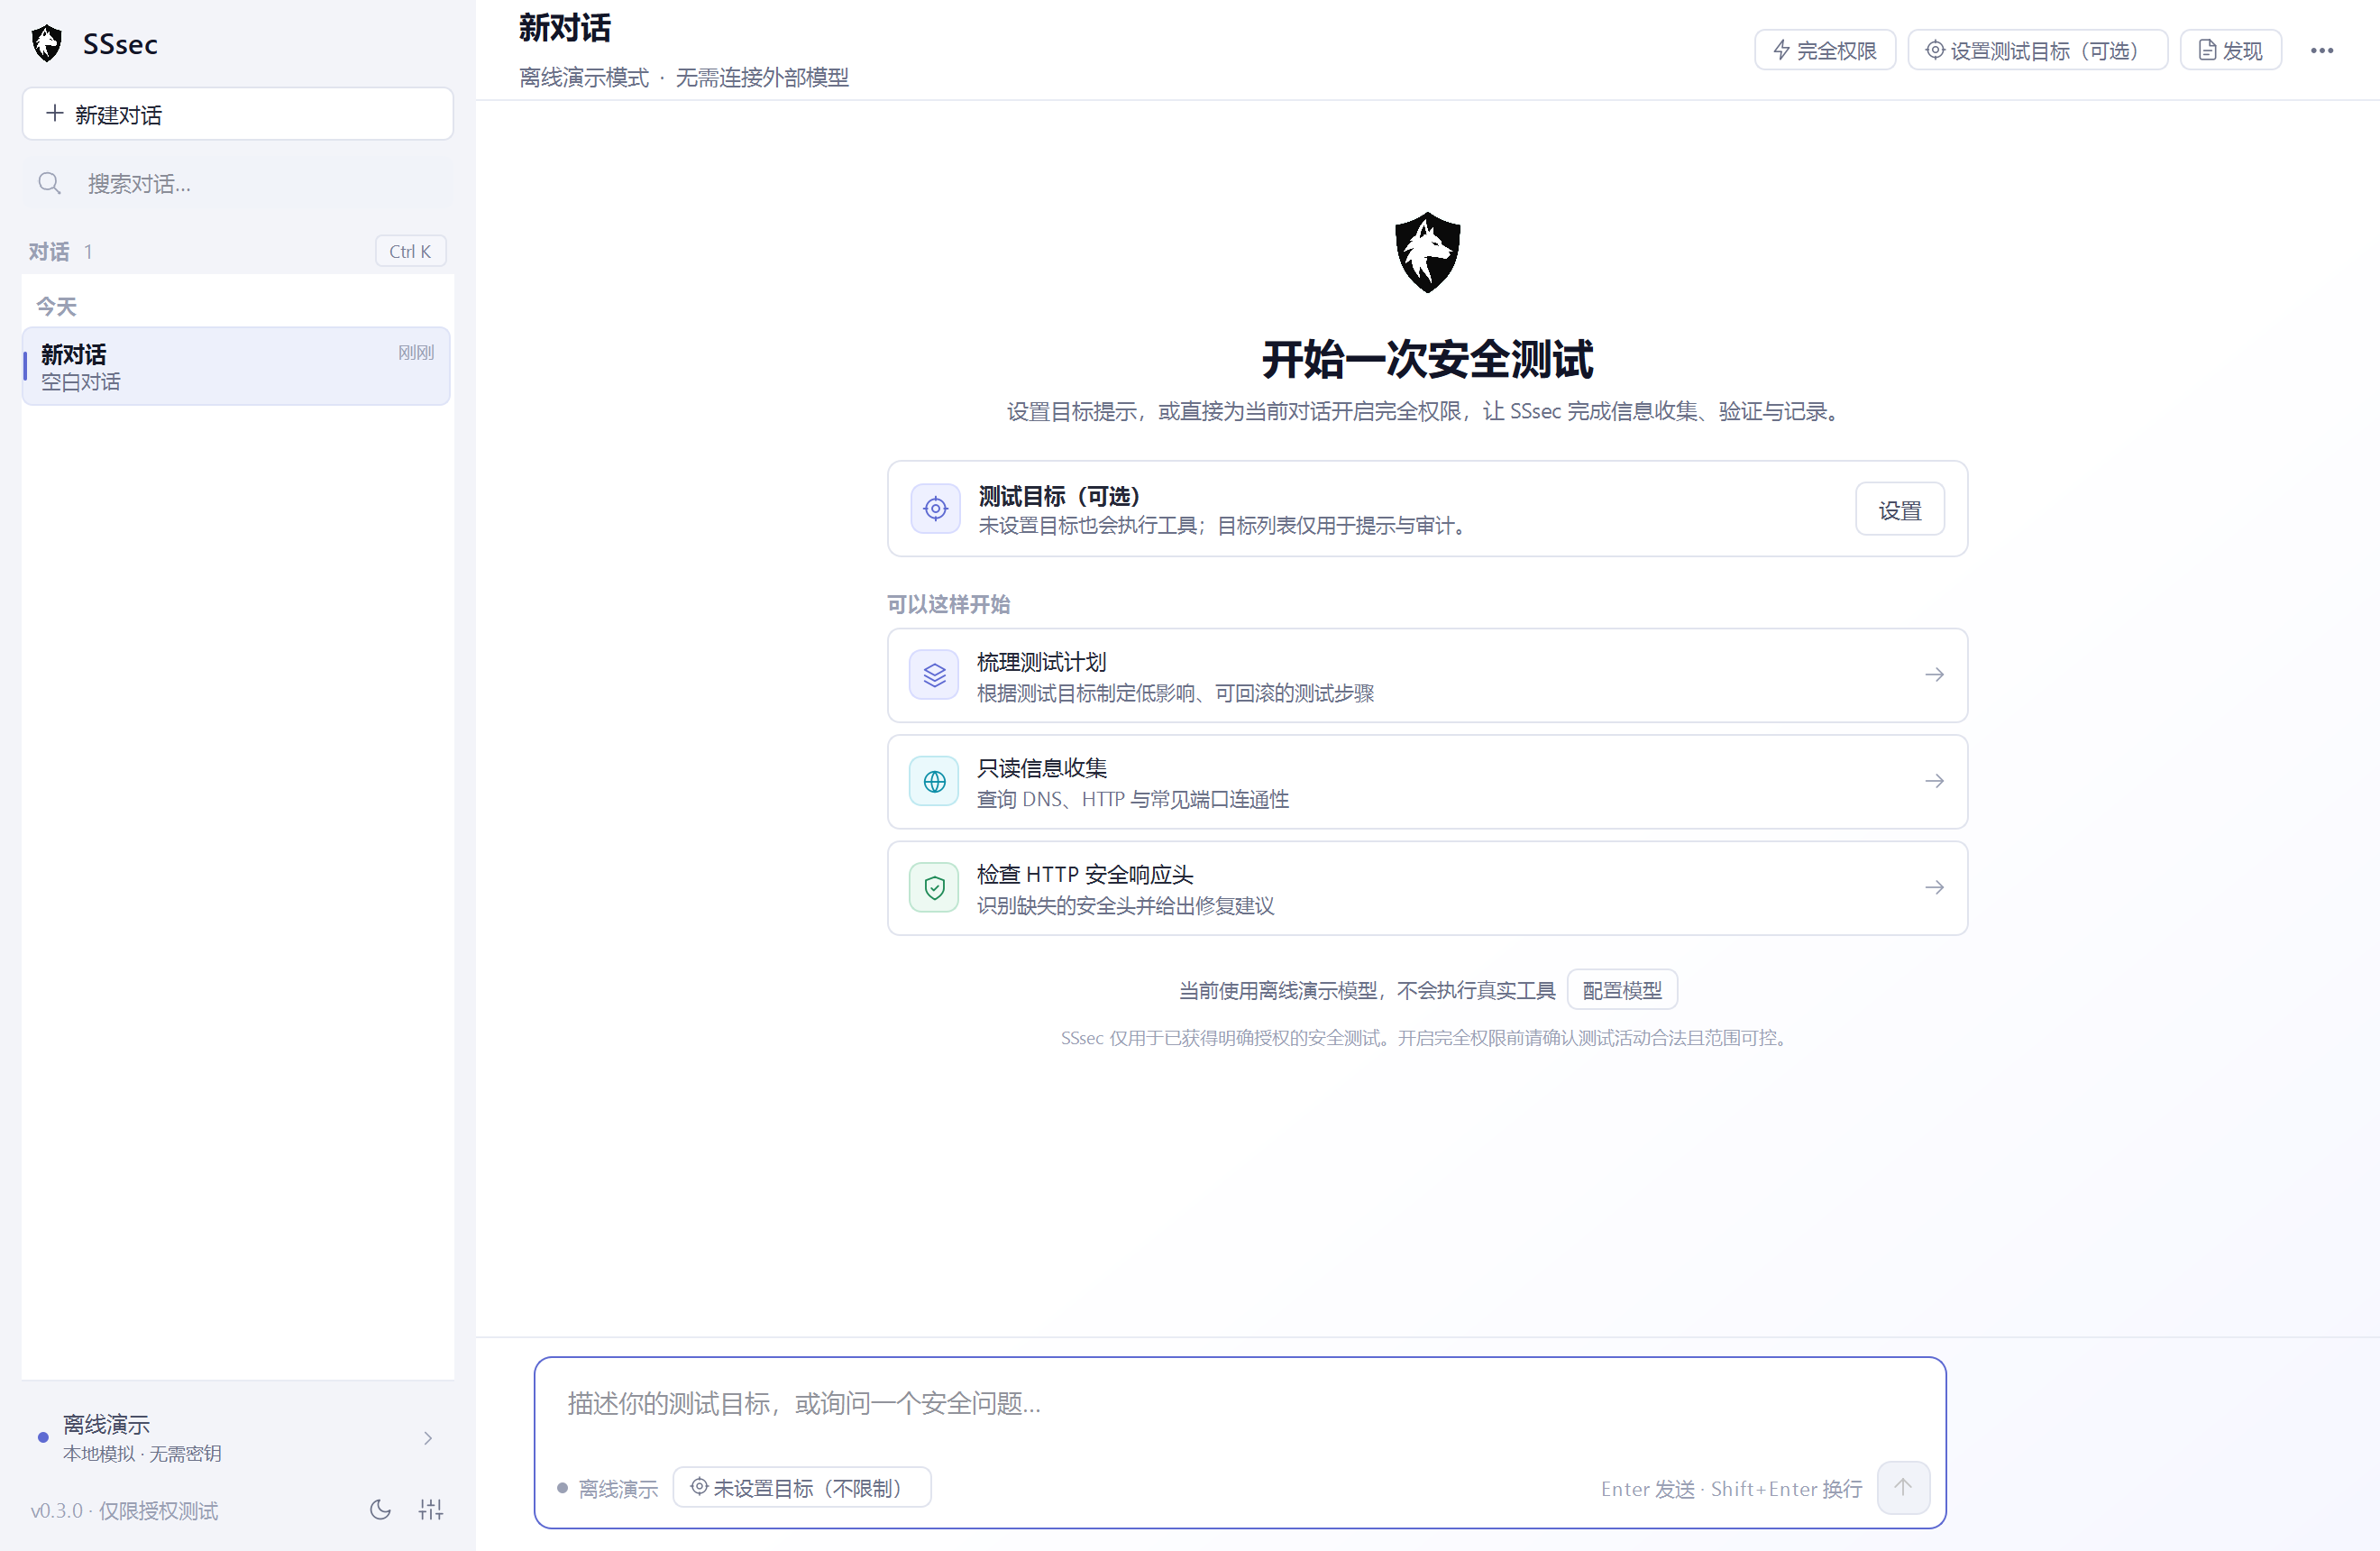 SSsec
新建对话
搜索对话...
对话 1
Ctrl K
今天
新对话
刚刚
空白对话
离线演示
本地模拟 · 无需密钥
v0.3.0 · 仅限授权测试
新对话
离线演示模式 · 无需连接外部模型
完全权限
设置测试目标（可选）
发现
开始一次安全测试
设置目标提示，或直接为当前对话开启完全权限，让 SSsec 完成信息收集、验证与记录。
测试目标（可选）
未设置目标也会执行工具；目标列表仅用于提示与审计。
设置
可以这样开始
梳理测试计划
根据测试目标制定低影响、可回滚的测试步骤
只读信息收集
查询 DNS、HTTP 与常见端口连通性
检查 HTTP 安全响应头
识别缺失的安全头并给出修复建议
当前使用离线演示模型，不会执行真实工具
配置模型
SSsec 仅用于已获得明确授权的安全测试。开启完全权限前请确认测试活动合法且范围可控。
描述你的测试目标，或询问一个安全问题...
离线演示
未设置目标（不限制）
Enter 发送 · Shift+Enter 换行